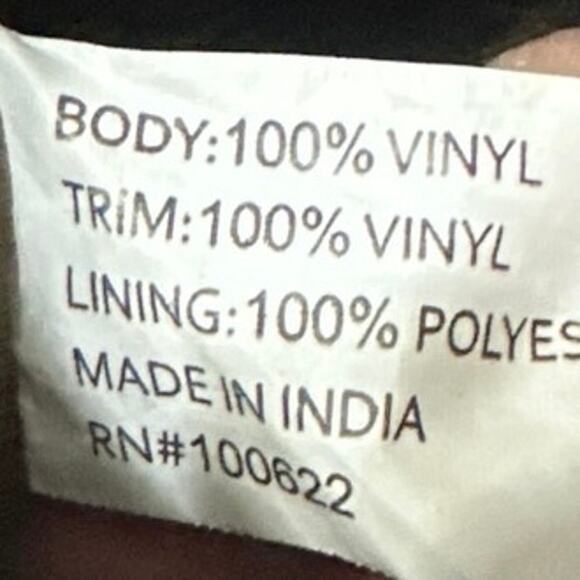 BODY:100% VINYL
TRiM:100% VINYL
LINING:100% POLYES
MADE IN INDIA
RN#100622